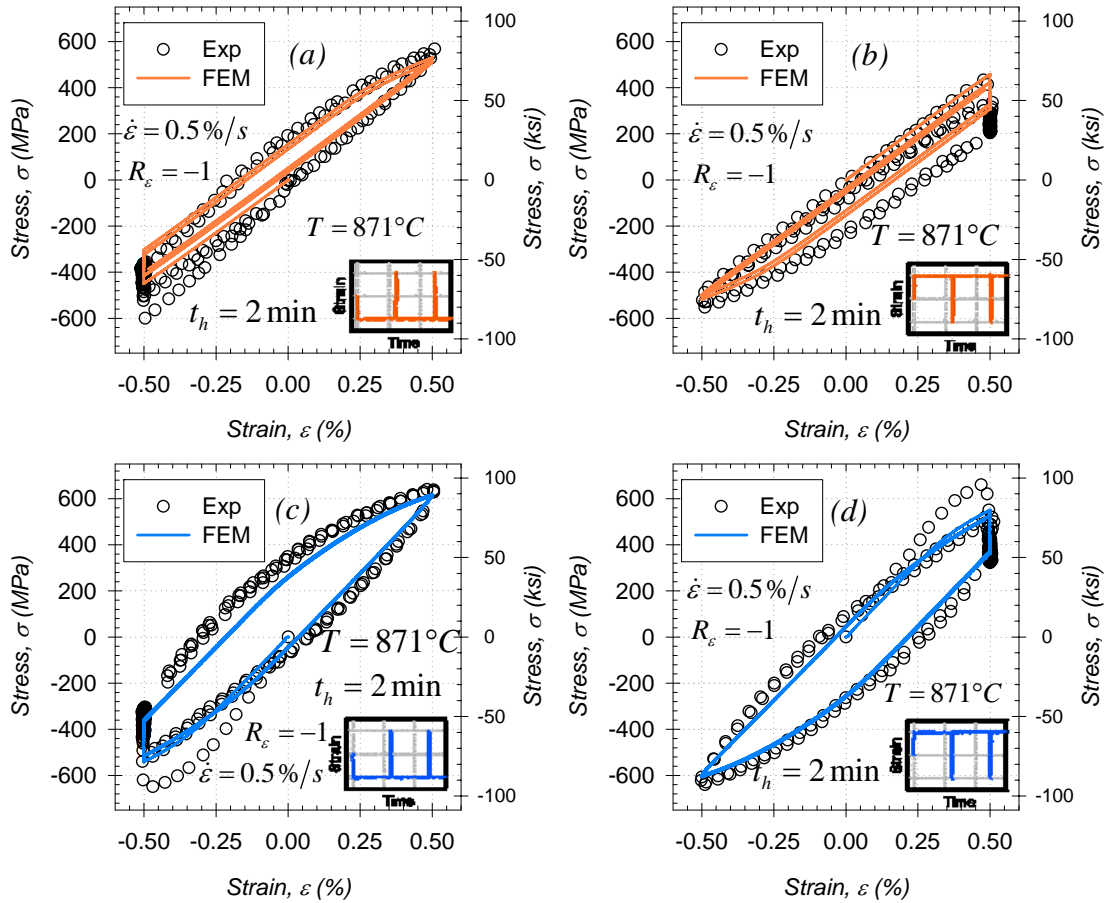 100
600
Exp
(a)
FEM
400
50
200
ε̇ = 0.5%/s
0
0
R_ε = −1
-200
T = 871°C
-50
-400
Strain
t_h = 2 min
-600
Time
-100
-0.50 -0.25 0.00 0.25 0.50
Strain, ε (%)
Stress, σ (MPa)
Stress, σ (ksi)
100
600
Exp
(b)
FEM
400
50
ε̇ = 0.5%/s
200
R_ε = −1
0
0
-200
T = 871°C
-50
-400
Strain
t_h = 2 min
-600
Time
-100
-0.50 -0.25 0.00 0.25 0.50
Strain, ε (%)
Stress, σ (MPa)
Stress, σ (ksi)
100
600
Exp
(c)
FEM
400
50
200
0
0
T = 871°C
-200
t_h = 2 min
-50
-400
R_ε = −1
Strain
ε̇ = 0.5%/s
-600
Time
-100
-0.50 -0.25 0.00 0.25 0.50
Strain, ε (%)
Stress, σ (MPa)
Stress, σ (ksi)
100
600
Exp
(d)
FEM
400
50
ε̇ = 0.5%/s
200
R_ε = −1
0
0
-200
T = 871°C
-50
-400
Strain
t_h = 2 min
-600
Time
-100
-0.50 -0.25 0.00 0.25 0.50
Strain, ε (%)
Stress, σ (MPa)
Stress, σ (ksi)